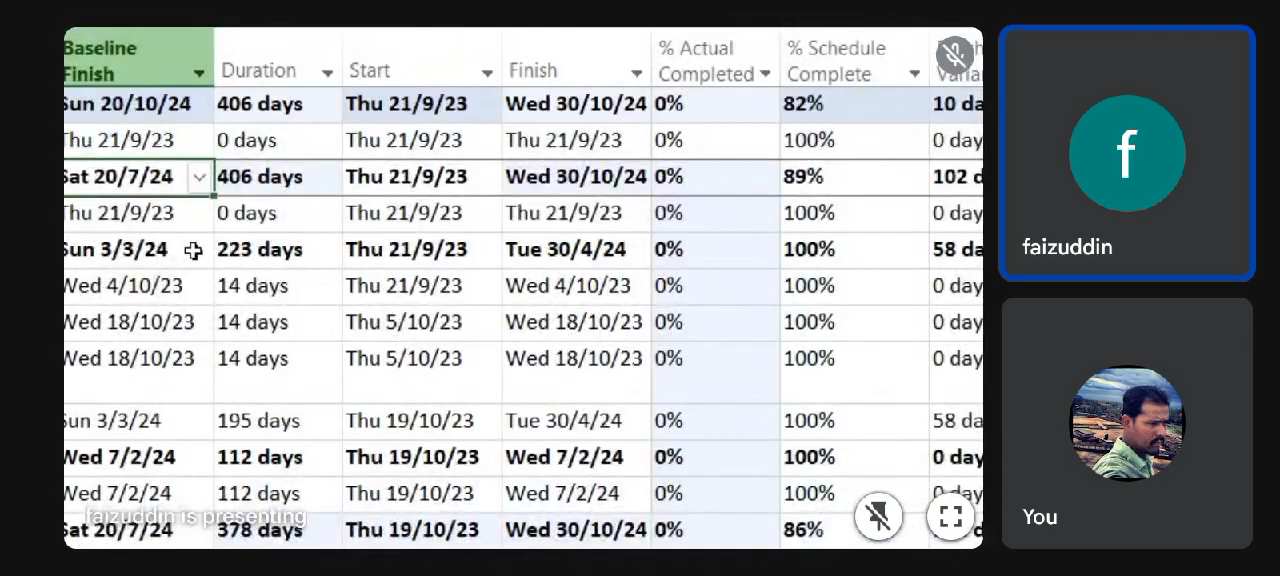 Baseline
Finish Duration Start Finish % Actual Completed % Schedule Complete
Sun 20/10/24 406 days Thu 21/9/23 Wed 30/10/24 0% 82% 10 da
Thu 21/9/23 0 days Thu 21/9/23 Thu 21/9/23 0% 100%
Sat 20/7/24 406 days Thu 21/9/23 Wed 30/10/24 0% 89% 102 d
Thu 21/9/23 0 days Thu 21/9/23 Thu 21/9/23 0% 100%
Sun 3/3/24 223 days Thu 21/9/23 Tue 30/4/24 0% 100% 58 da
Wed 4/10/23 14 days Thu 21/9/23 Wed 4/10/23 0% 100% 0 day
Wed 18/10/23 14 days Thu 5/10/23 Wed 18/10/23 0% 100% 0 day
Wed 18/10/23 14 days Thu 5/10/23 Wed 18/10/23 0% 100% 0 day
Sun 3/3/24 195 days Thu 19/10/23 Tue 30/4/24 0% 100% 58 da
Wed 7/2/24 112 days Thu 19/10/23 Wed 7/2/24 0% 100% 0 day
Wed 7/2/24 112 days Thu 19/10/23 Wed 7/2/24 0% 100% 0 day
faizuddin is presenting
Sat 20/7/24 378 days Thu 19/10/23 Wed 30/10/24 0% 86%
f
faizuddin
You